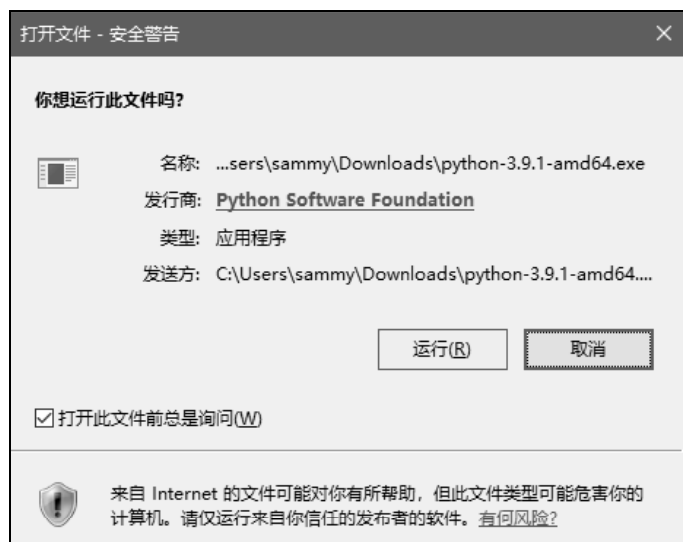 打开文件 - 安全警告
你想运行此文件吗?
名称: ...sers\sammy\Downloads\python-3.9.1-amd64.exe
发行商: Python Software Foundation
类型: 应用程序
发送方: C:\Users\sammy\Downloads\python-3.9.1-amd64....
运行(R) 取消
打开此文件前总是询问(W)
来自 Internet 的文件可能对你有所帮助，但此文件类型可能危害你的
计算机。请仅运行来自你信任的发布者的软件。有何风险?